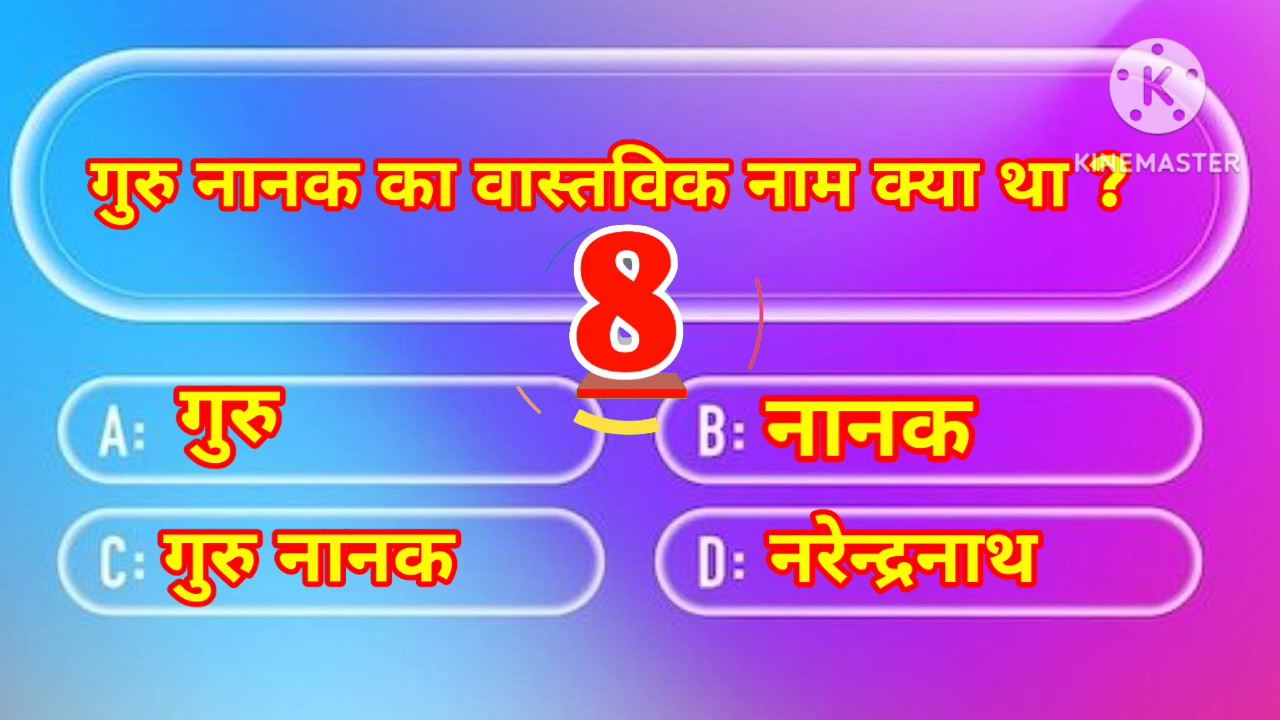 K
KINEMASTER
गुरु नानक का वास्तविक नाम क्या था ?
8
A: गुरु
B: नानक
C: गुरु नानक
D: नरेन्द्रनाथ